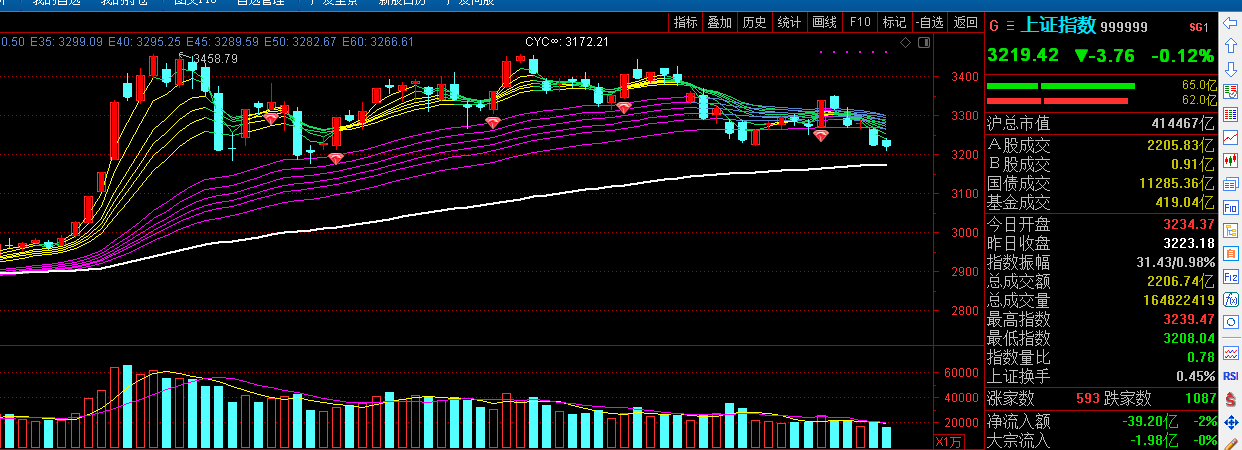 指标 叠加 历史 统计 画线 F10 标记 -自选 返回
0.50 E35: 3299.09 E40: 3295.25 E45: 3289.59 E50: 3282.67 E60: 3266.61
CYC∞: 3172.21
3458.79
3400
3300
3200
3100
3000
2900
2800
60000
40000
20000
X1万
G 三 上证指数 999999 SG1
3219.42 ▼-3.76 -0.12%
65.0亿
62.0亿
沪总市值 414467亿
A股成交 2205.83亿
B股成交 0.91亿
国债成交 11285.36亿
基金成交 419.04亿
今日开盘 3234.37
昨日收盘 3223.18
指数振幅 31.43/0.98%
总成交额 2206.74亿
总成交量 164822419
最高指数 3239.47
最低指数 3208.04
指数量比 0.78
上证换手 0.45%
涨家数 593 跌家数 1087
净流入额 -39.20亿 -2%
大宗流入 -1.98亿 -0%
F10
自
F12
f(x)
RSI